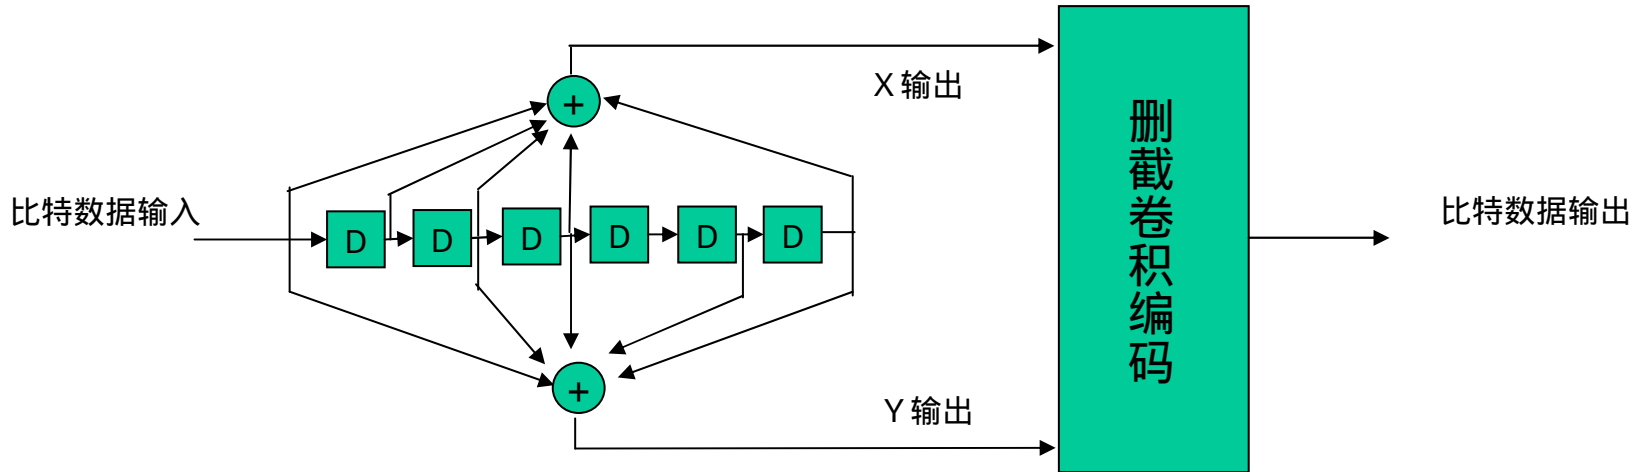 +
X 输出
比特数据输入
D D D D D D
+
Y 输出
删截卷积编码
比特数据输出